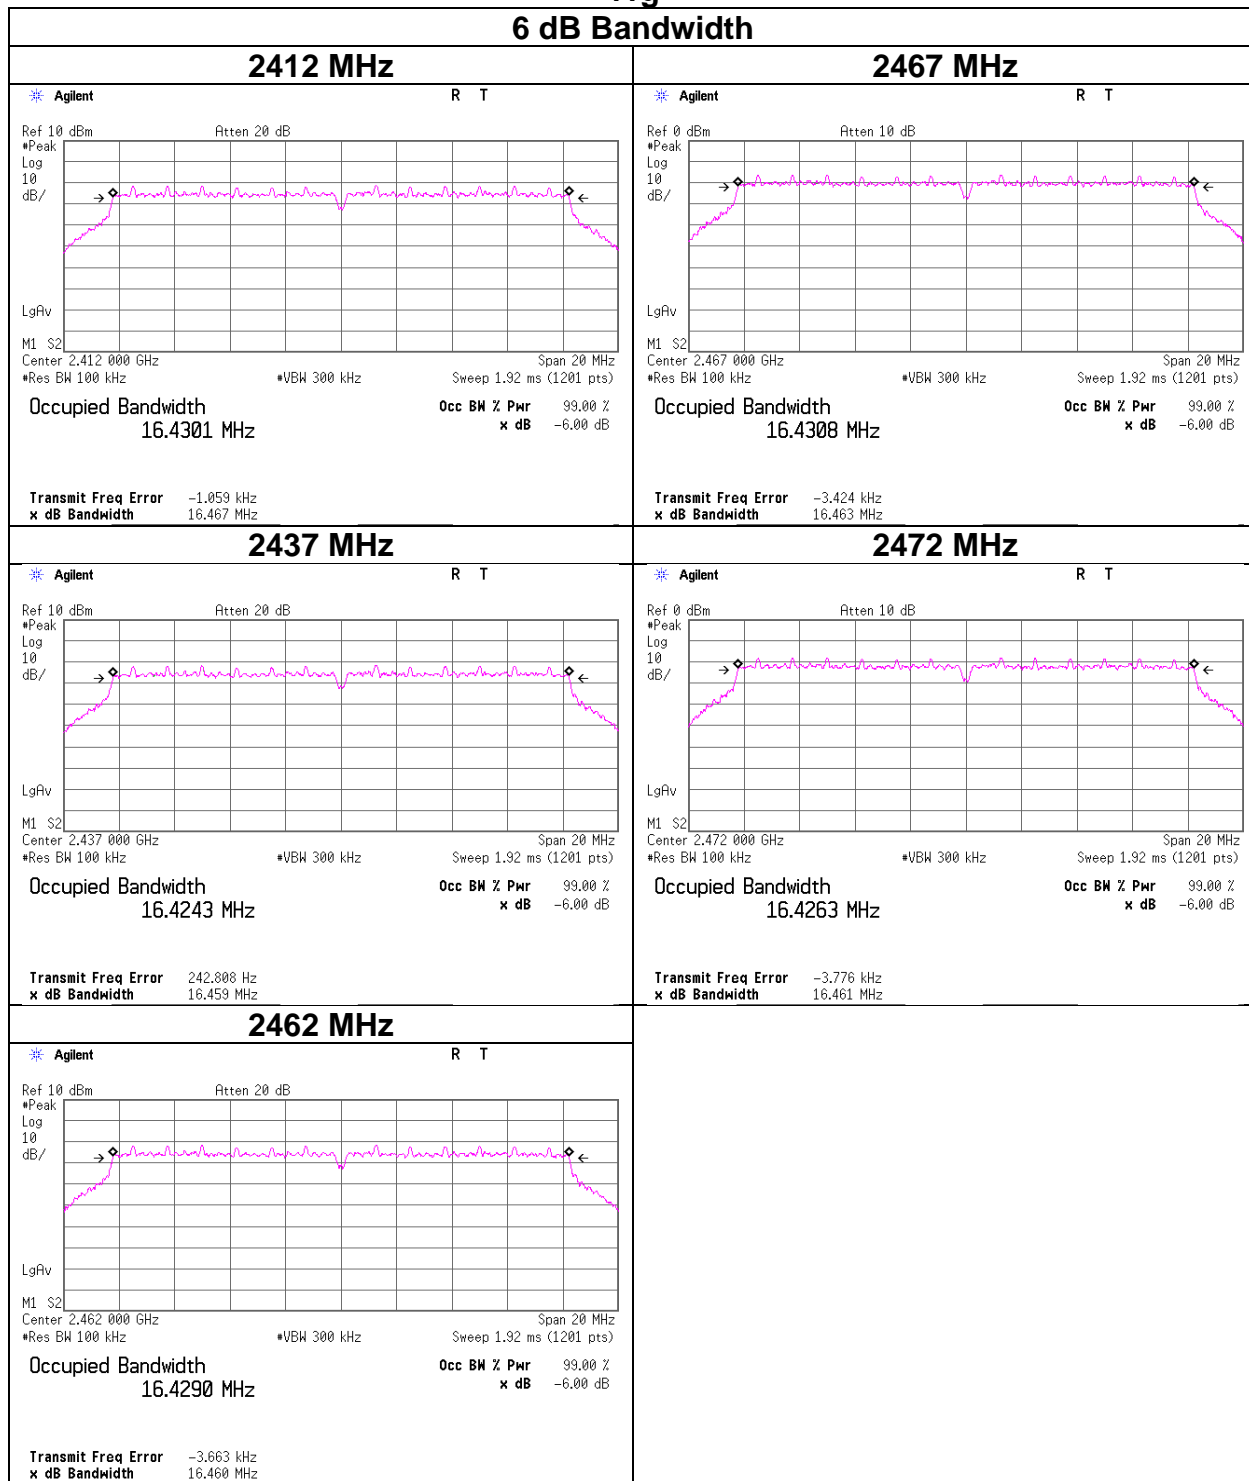 6 dB Bandwidth
2412 MHz
Agilent
R T
Ref 10 dBm Atten 20 dB
#Peak
Log
10
dB/
LgAv
M1 S2
Center 2.412 000 GHz Span 20 MHz
#Res BW 100 kHz #VBW 300 kHz Sweep 1.92 ms (1201 pts)
Occupied Bandwidth Occ BW % Pwr 99.00 %
16.4301 MHz x dB -6.00 dB
Transmit Freq Error -1.059 kHz
x dB Bandwidth 16.467 MHz
2467 MHz
Agilent
R T
Ref 0 dBm Atten 10 dB
#Peak
Log
10
dB/
LgAv
M1 S2
Center 2.467 000 GHz Span 20 MHz
#Res BW 100 kHz #VBW 300 kHz Sweep 1.92 ms (1201 pts)
Occupied Bandwidth Occ BW % Pwr 99.00 %
16.4308 MHz x dB -6.00 dB
Transmit Freq Error -3.424 kHz
x dB Bandwidth 16.463 MHz
2437 MHz
Agilent
R T
Ref 10 dBm Atten 20 dB
#Peak
Log
10
dB/
LgAv
M1 S2
Center 2.437 000 GHz Span 20 MHz
#Res BW 100 kHz #VBW 300 kHz Sweep 1.92 ms (1201 pts)
Occupied Bandwidth Occ BW % Pwr 99.00 %
16.4243 MHz x dB -6.00 dB
Transmit Freq Error 242.808 Hz
x dB Bandwidth 16.459 MHz
2472 MHz
Agilent
R T
Ref 0 dBm Atten 10 dB
#Peak
Log
10
dB/
LgAv
M1 S2
Center 2.472 000 GHz Span 20 MHz
#Res BW 100 kHz #VBW 300 kHz Sweep 1.92 ms (1201 pts)
Occupied Bandwidth Occ BW % Pwr 99.00 %
16.4263 MHz x dB -6.00 dB
Transmit Freq Error -3.776 kHz
x dB Bandwidth 16.461 MHz
2462 MHz
Agilent
R T
Ref 10 dBm Atten 20 dB
#Peak
Log
10
dB/
LgAv
M1 S2
Center 2.462 000 GHz Span 20 MHz
#Res BW 100 kHz #VBW 300 kHz Sweep 1.92 ms (1201 pts)
Occupied Bandwidth Occ BW % Pwr 99.00 %
16.4290 MHz x dB -6.00 dB
Transmit Freq Error -3.663 kHz
x dB Bandwidth 16.460 MHz